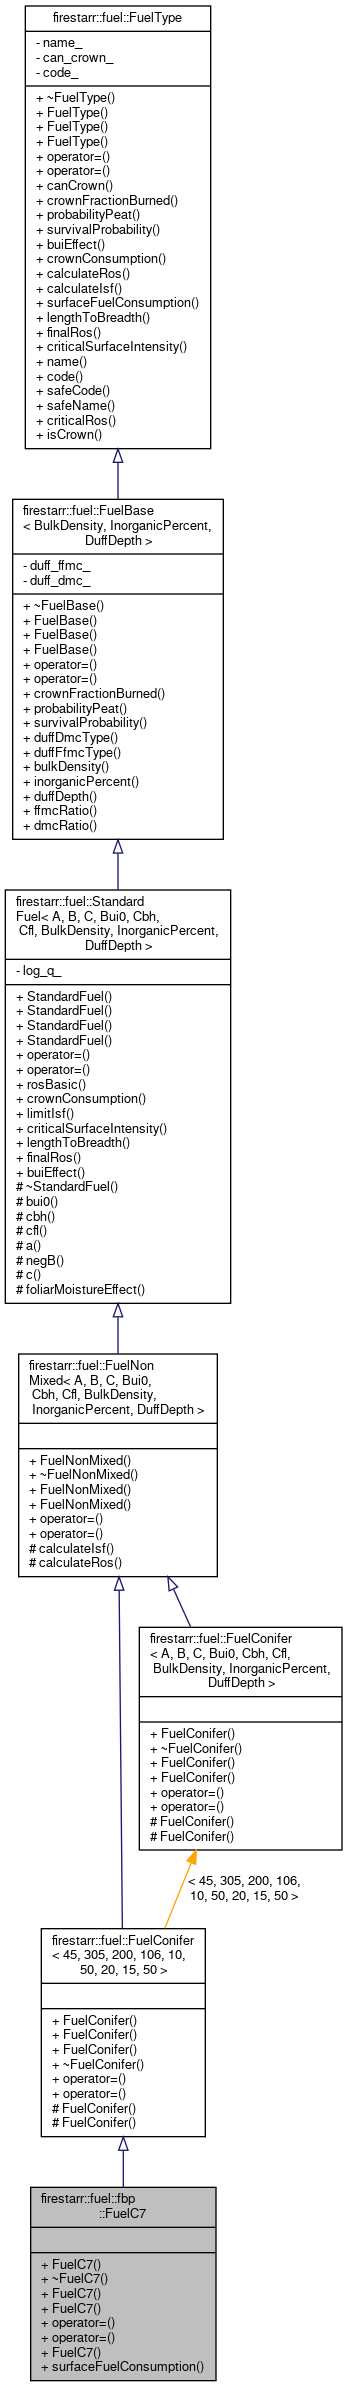 firestarr::fuel::FuelType
- name_
- can_crown_
- code_
+ ~FuelType()
+ FuelType()
+ FuelType()
+ FuelType()
+ operator=()
+ operator=()
+ canCrown()
+ crownFractionBurned()
+ probabilityPeat()
+ survivalProbability()
+ buiEffect()
+ crownConsumption()
+ calculateRos()
+ calculateIsf()
+ surfaceFuelConsumption()
+ lengthToBreadth()
+ finalRos()
+ criticalSurfaceIntensity()
+ name()
+ code()
+ safeCode()
+ safeName()
+ criticalRos()
+ isCrown()
firestarr::fuel::FuelBase
< BulkDensity, InorganicPercent,
DuffDepth >
- duff_ffmc_
- duff_dmc_
+ ~FuelBase()
+ FuelBase()
+ FuelBase()
+ FuelBase()
+ operator=()
+ operator=()
+ crownFractionBurned()
+ probabilityPeat()
+ survivalProbability()
+ duffDmcType()
+ duffFfmcType()
+ bulkDensity()
+ inorganicPercent()
+ duffDepth()
+ ffmcRatio()
+ dmcRatio()
firestarr::fuel::Standard
Fuel< A, B, C, Bui0, Cbh,
Cfl, BulkDensity, InorganicPercent,
DuffDepth >
- log_q_
+ StandardFuel()
+ StandardFuel()
+ StandardFuel()
+ StandardFuel()
+ operator=()
+ operator=()
+ rosBasic()
+ crownConsumption()
+ limitIsf()
+ criticalSurfaceIntensity()
+ lengthToBreadth()
+ finalRos()
+ buiEffect()
# ~StandardFuel()
# bui0()
# cbh()
# cfl()
# a()
# negB()
# c()
# foliarMoistureEffect()
firestarr::fuel::FuelNon
Mixed< A, B, C, Bui0,
Cbh, Cfl, BulkDensity,
InorganicPercent, DuffDepth >
+ FuelNonMixed()
+ ~FuelNonMixed()
+ FuelNonMixed()
+ FuelNonMixed()
+ operator=()
+ operator=()
# calculateIsf()
# calculateRos()
firestarr::fuel::FuelConifer
< A, B, C, Bui0, Cbh, Cfl,
BulkDensity, InorganicPercent,
DuffDepth >
+ FuelConifer()
+ ~FuelConifer()
+ FuelConifer()
+ FuelConifer()
+ operator=()
+ operator=()
# FuelConifer()
# FuelConifer()
< 45, 305, 200, 106,
10, 50, 20, 15, 50 >
firestarr::fuel::FuelConifer
< 45, 305, 200, 106, 10,
50, 20, 15, 50 >
+ FuelConifer()
+ FuelConifer()
+ FuelConifer()
+ ~FuelConifer()
+ operator=()
+ operator=()
# FuelConifer()
# FuelConifer()
firestarr::fuel::fbp
::FuelC7
+ FuelC7()
+ ~FuelC7()
+ FuelC7()
+ FuelC7()
+ operator=()
+ operator=()
+ FuelC7()
+ surfaceFuelConsumption()